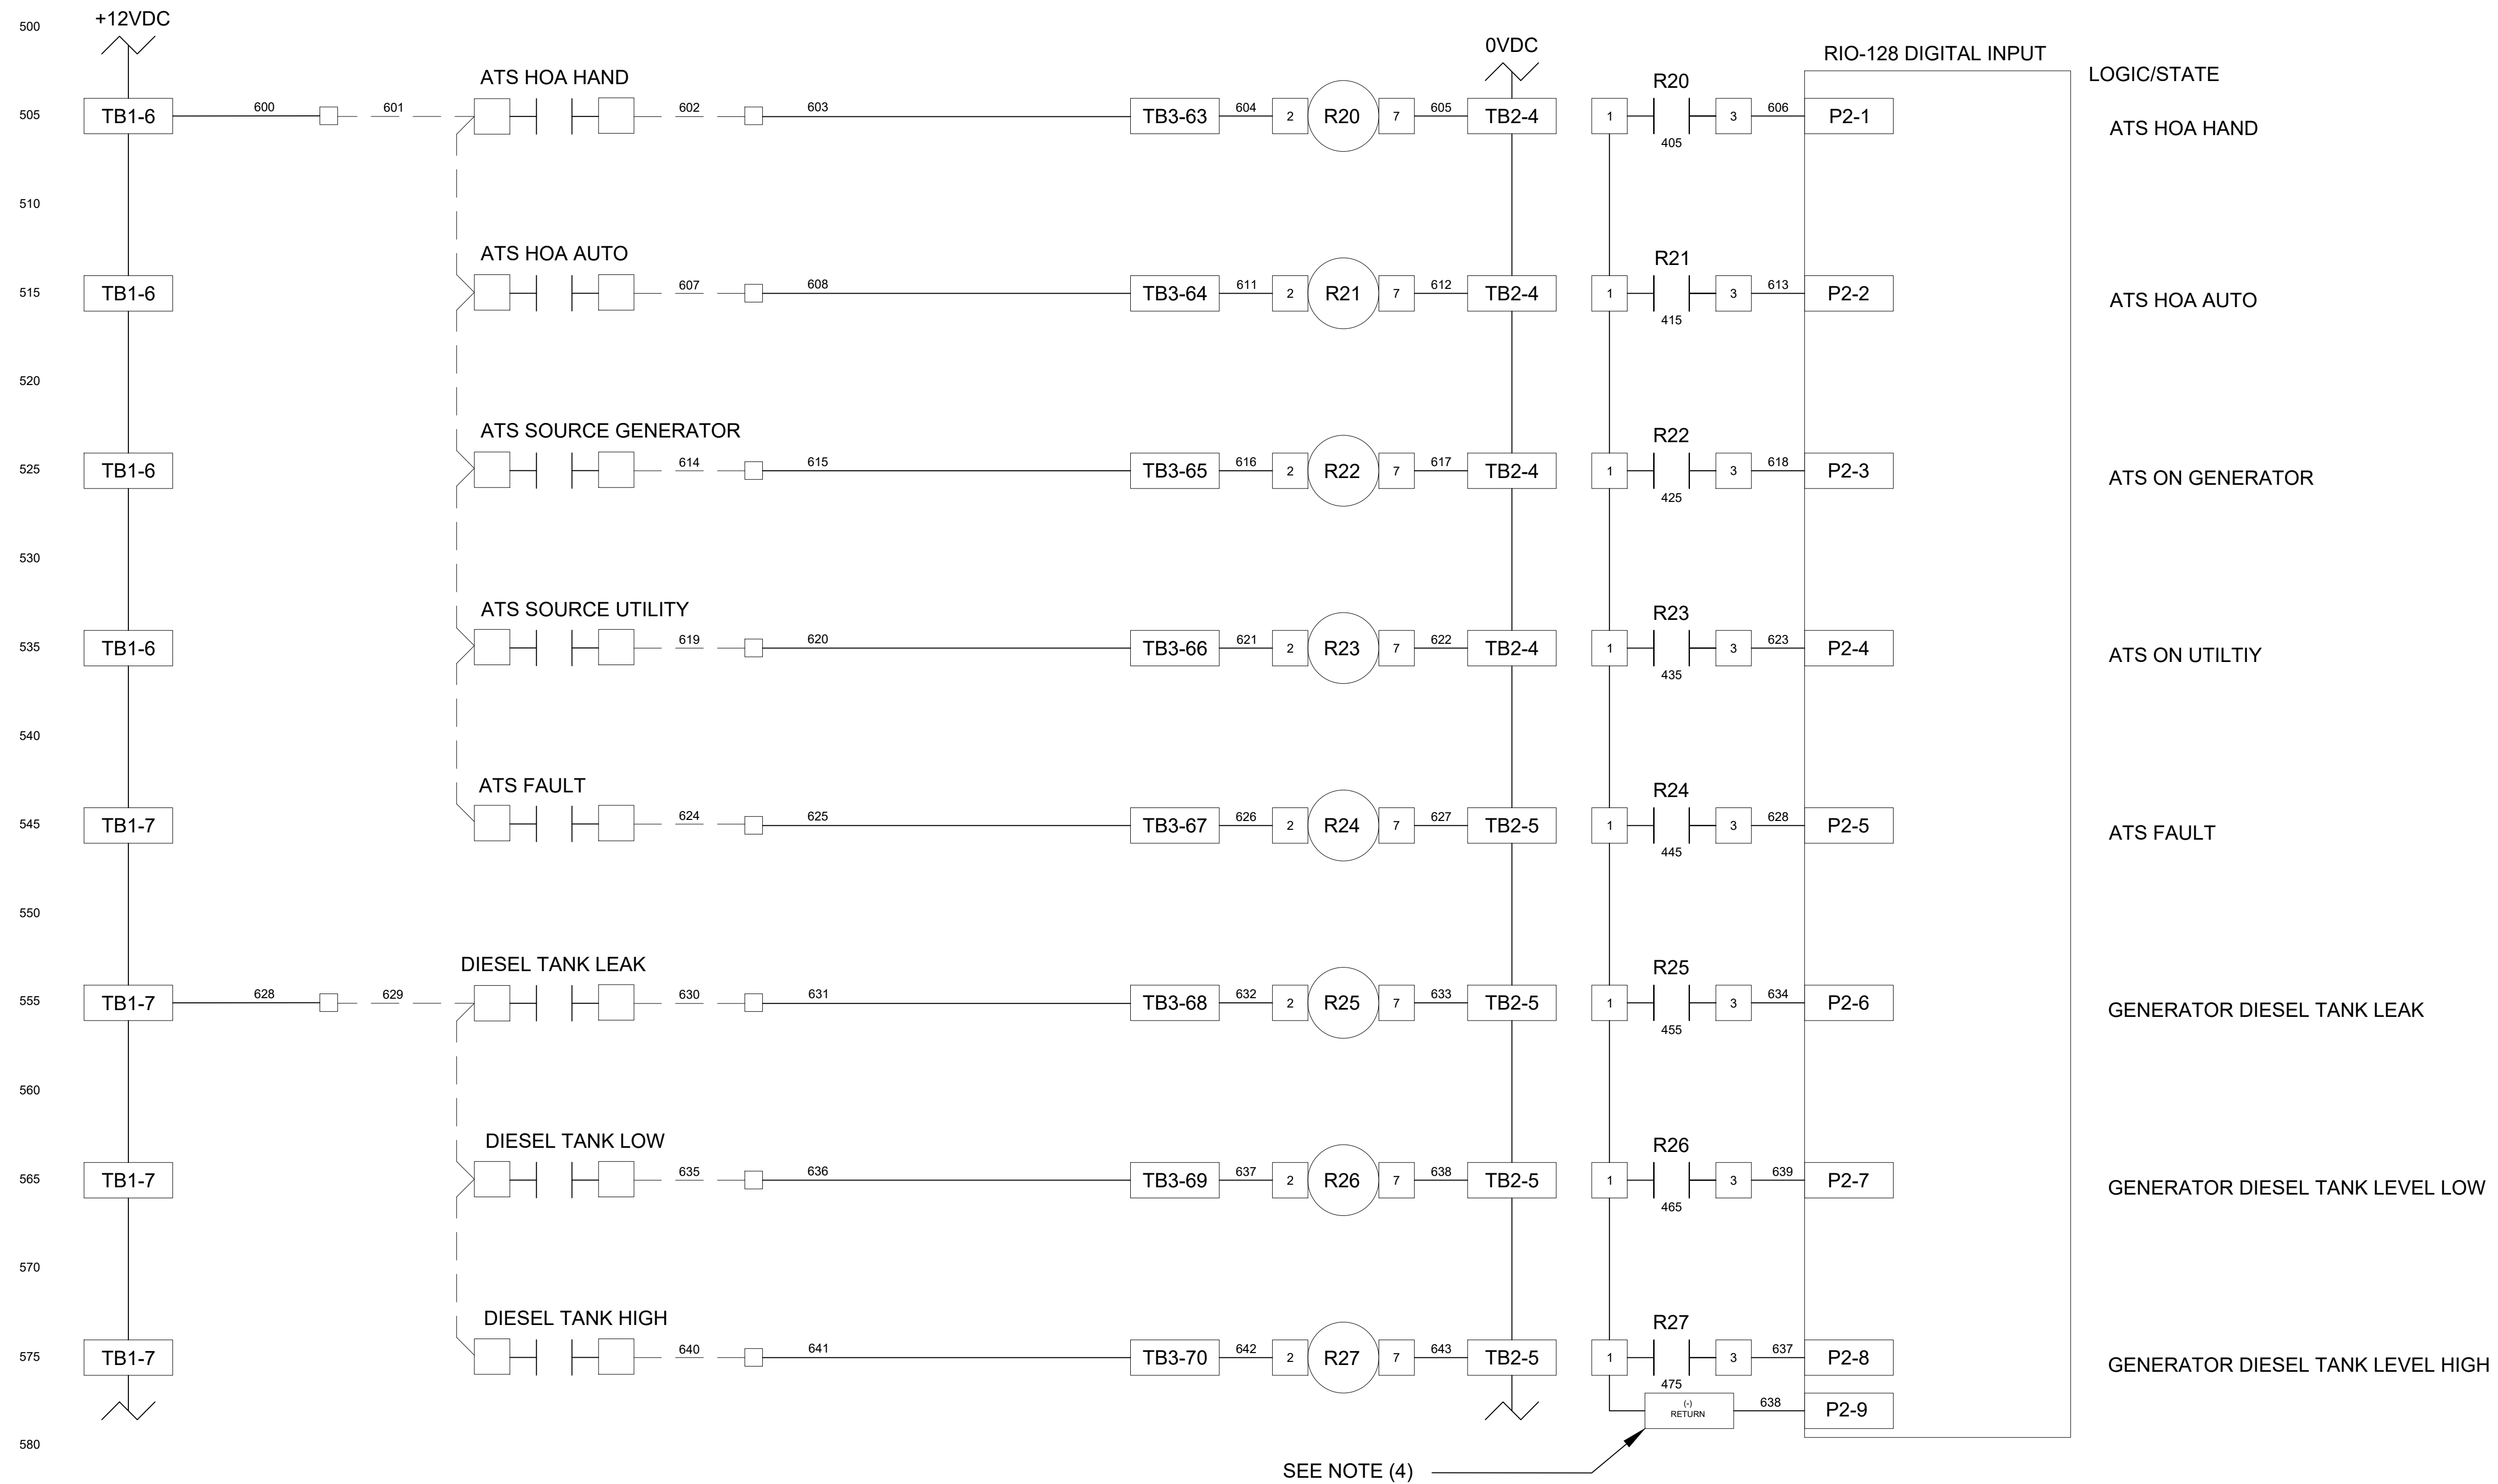 500
+12VDC
0VDC
RIO-128 DIGITAL INPUT
LOGIC/STATE
ATS HOA HAND
R20
505
TB1-6
600
601
602
603
TB3-63
604
2
R20
7
605
TB2-4
1
405
3
606
P2-1
ATS HOA HAND
510
ATS HOA AUTO
R21
515
TB1-6
607
608
TB3-64
611
2
R21
7
612
TB2-4
1
415
3
613
P2-2
ATS HOA AUTO
520
ATS SOURCE GENERATOR
R22
525
TB1-6
614
615
TB3-65
616
2
R22
7
617
TB2-4
1
425
3
618
P2-3
ATS ON GENERATOR
530
ATS SOURCE UTILITY
R23
535
TB1-6
619
620
TB3-66
621
2
R23
7
622
TB2-4
1
435
3
623
P2-4
ATS ON UTILTIY
540
ATS FAULT
R24
545
TB1-7
624
625
TB3-67
626
2
R24
7
627
TB2-5
1
445
3
628
P2-5
ATS FAULT
550
DIESEL TANK LEAK
R25
555
TB1-7
628
629
630
631
TB3-68
632
2
R25
7
633
TB2-5
1
455
3
634
P2-6
GENERATOR DIESEL TANK LEAK
560
DIESEL TANK LOW
R26
565
TB1-7
635
636
TB3-69
637
2
R26
7
638
TB2-5
1
465
3
639
P2-7
GENERATOR DIESEL TANK LEVEL LOW
570
DIESEL TANK HIGH
R27
575
TB1-7
640
641
TB3-70
642
2
R27
7
643
TB2-5
1
475
3
637
P2-8
GENERATOR DIESEL TANK LEVEL HIGH
(-)
RETURN
638
P2-9
580
SEE NOTE (4)